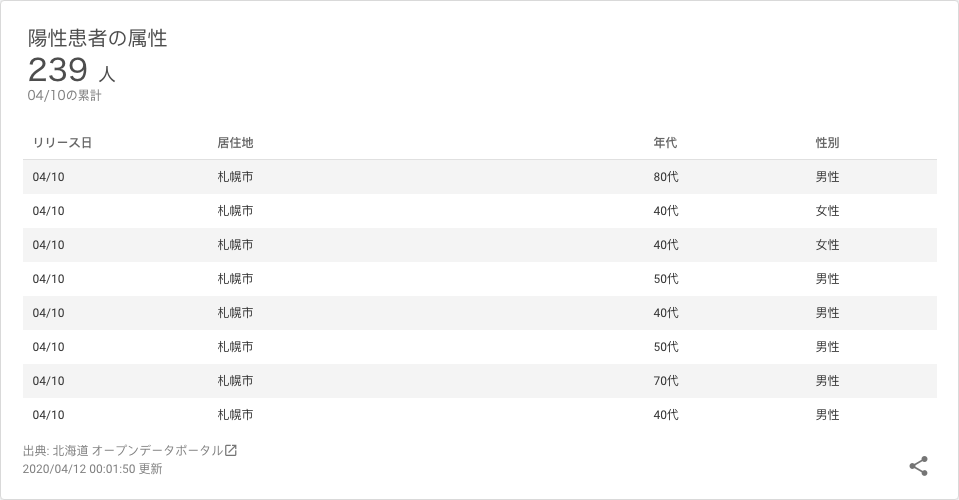 陽性患者の属性
239 人
04/10の累計
リリース日 居住地 年代 性別
04/10 札幌市 80代 男性
04/10 札幌市 40代 女性
04/10 札幌市 40代 女性
04/10 札幌市 50代 男性
04/10 札幌市 40代 男性
04/10 札幌市 50代 男性
04/10 札幌市 70代 男性
04/10 札幌市 40代 男性
出典: 北海道 オープンデータポータル
2020/04/12 00:01:50 更新